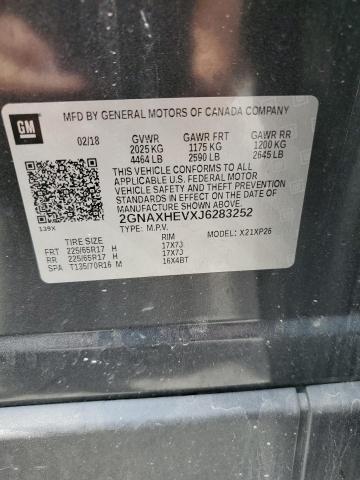 MFD BY GENERAL MOTORS OF CANADA COMPANY
GM
02/18 GVWR GAWR FRT GAWR RR
2025 KG 1175 KG 1200 KG
4464 LB 2590 LB 2645 LB
THIS VEHICLE CONFORMS TO ALL
APPLICABLE U.S. FEDERAL MOTOR
VEHICLE SAFETY AND THEFT PREVENTION
STANDARDS IN EFFECT ON THE DATE OF
MANUFACTURE SHOWN ABOVE.
2GNAXHEVXJ6283252
139X TYPE: M.P.V. MODEL: X21XP26
TIRE SIZE RIM
FRT 225/65R17 H 17X7J
RR 225/65R17 H 17X7J
SPA T135/70R16 M 16X4BT